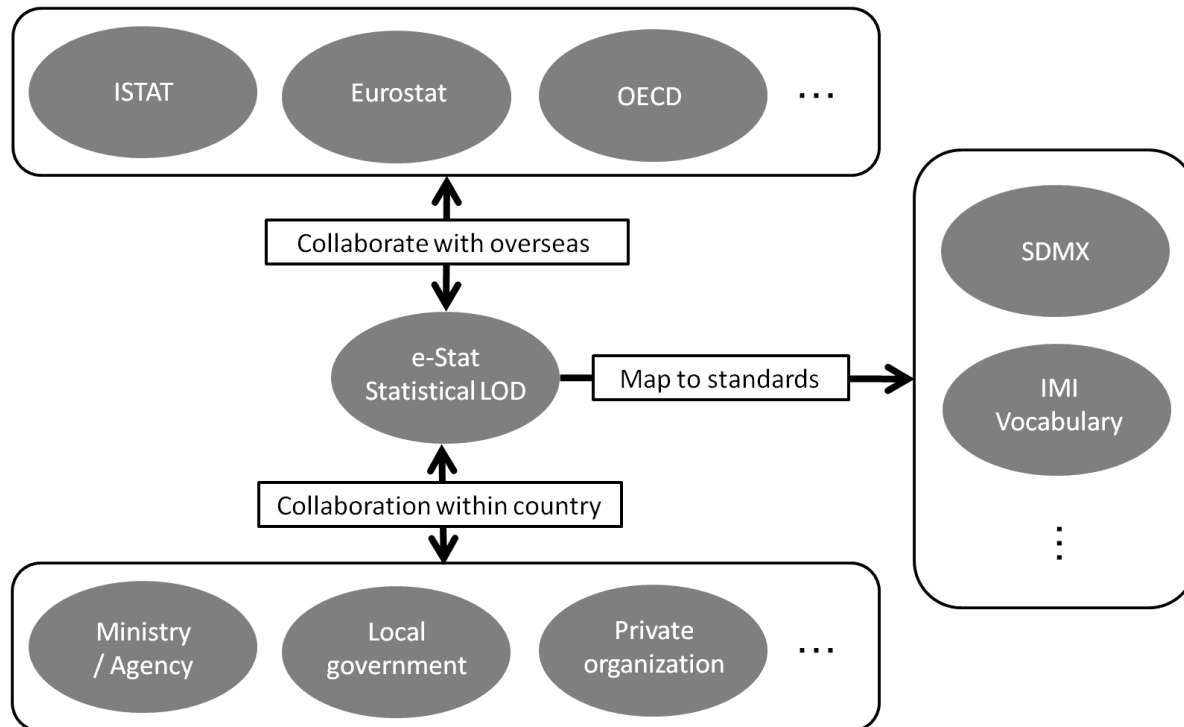 ISTAT
Eurostat
OECD
...
Collaborate with overseas
SDMX
e-Stat
Statistical LOD
Map to standards
IMI
Vocabulary
Collaboration within country
...
Ministry
/ Agency
Local
government
Private
organization
...